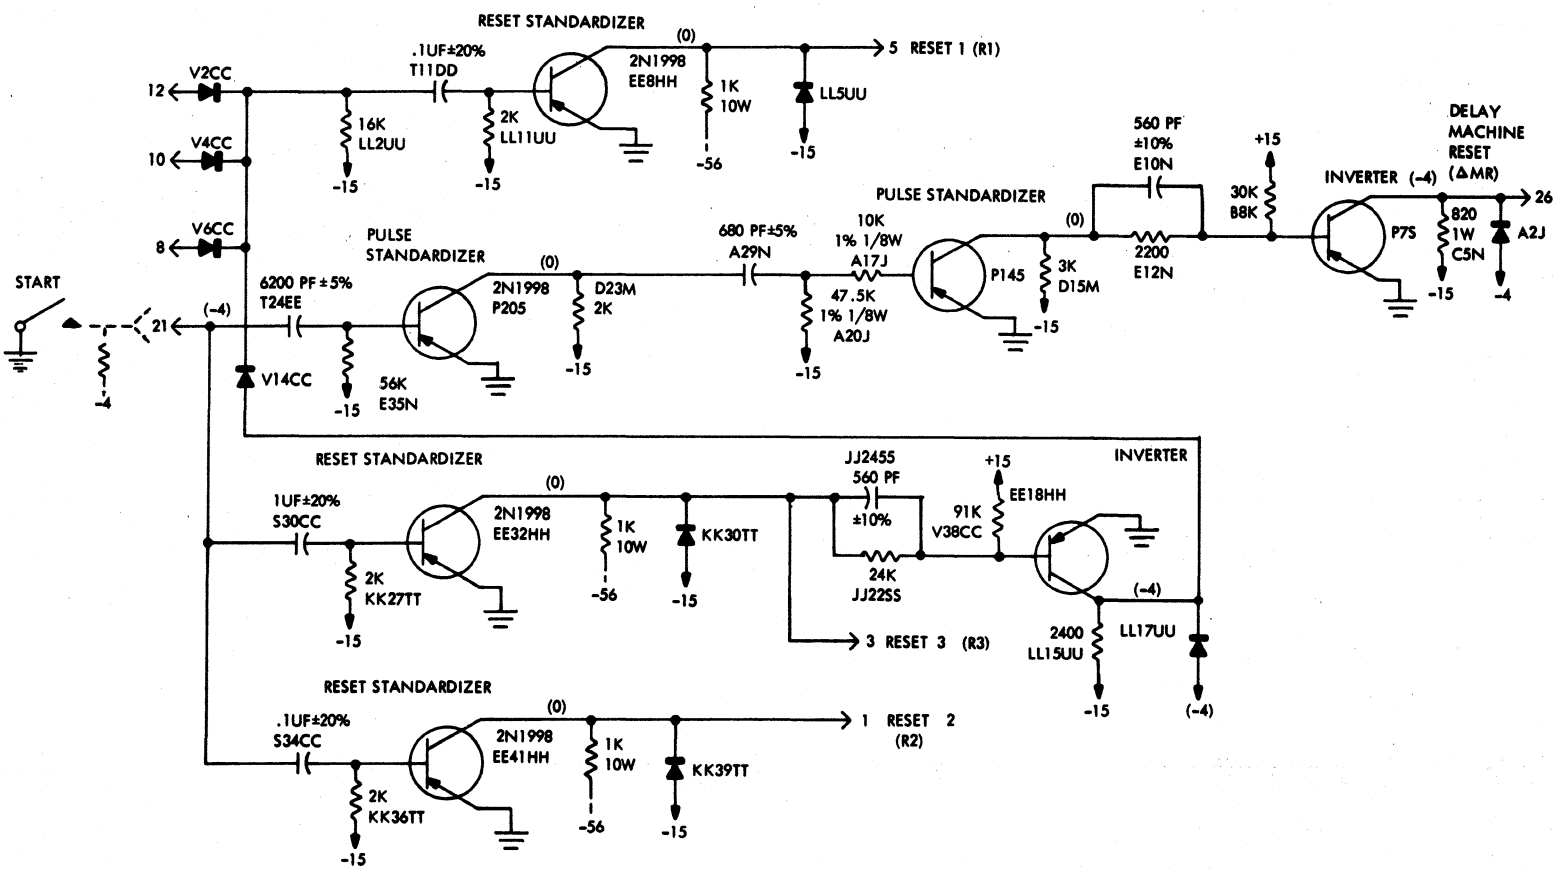 RESET STANDARDIZER
.1UF±20%
T11DD
(0)
2N1998
EE8HH
5 RESET 1 (R1)
1K
10W
LL5UU
-56
-15
V2CC
12
16K
LL2UU
-15
2K
LL11UU
-15
V4CC
10
V6CC
8
START
21
(-4)
-4
6200 PF ±5%
T24EE
V14CC
PULSE
STANDARDIZER
(0)
2N1998
P205
56K
E35N
-15
D23M
2K
-15
680 PF±5%
A29N
10K
1% 1/8W
A17J
47.5K
1% 1/8W
A20J
-15
PULSE STANDARDIZER
P145
(0)
3K
D15M
-15
560 PF
±10%
E10N
2200
E12N
+15
30K
B8K
INVERTER (-4)
P7S
DELAY
MACHINE
RESET
(ΔMR)
26
820
1W
C5N
-15
A2J
-4
RESET STANDARDIZER
1UF±20%
S30CC
2K
KK27TT
-15
(0)
2N1998
EE32HH
1K
10W
-56
KK30TT
-15
JJ2455
560 PF
±10%
24K
JJ22SS
3 RESET 3 (R3)
+15
EE18HH
91K
V38CC
INVERTER
(-4)
2400
LL15UU
-15
LL17UU
(-4)
RESET STANDARDIZER
.1UF±20%
S34CC
2K
KK36TT
-15
(0)
2N1998
EE41HH
1K
10W
-56
KK39TT
-15
1 RESET 2
(R2)